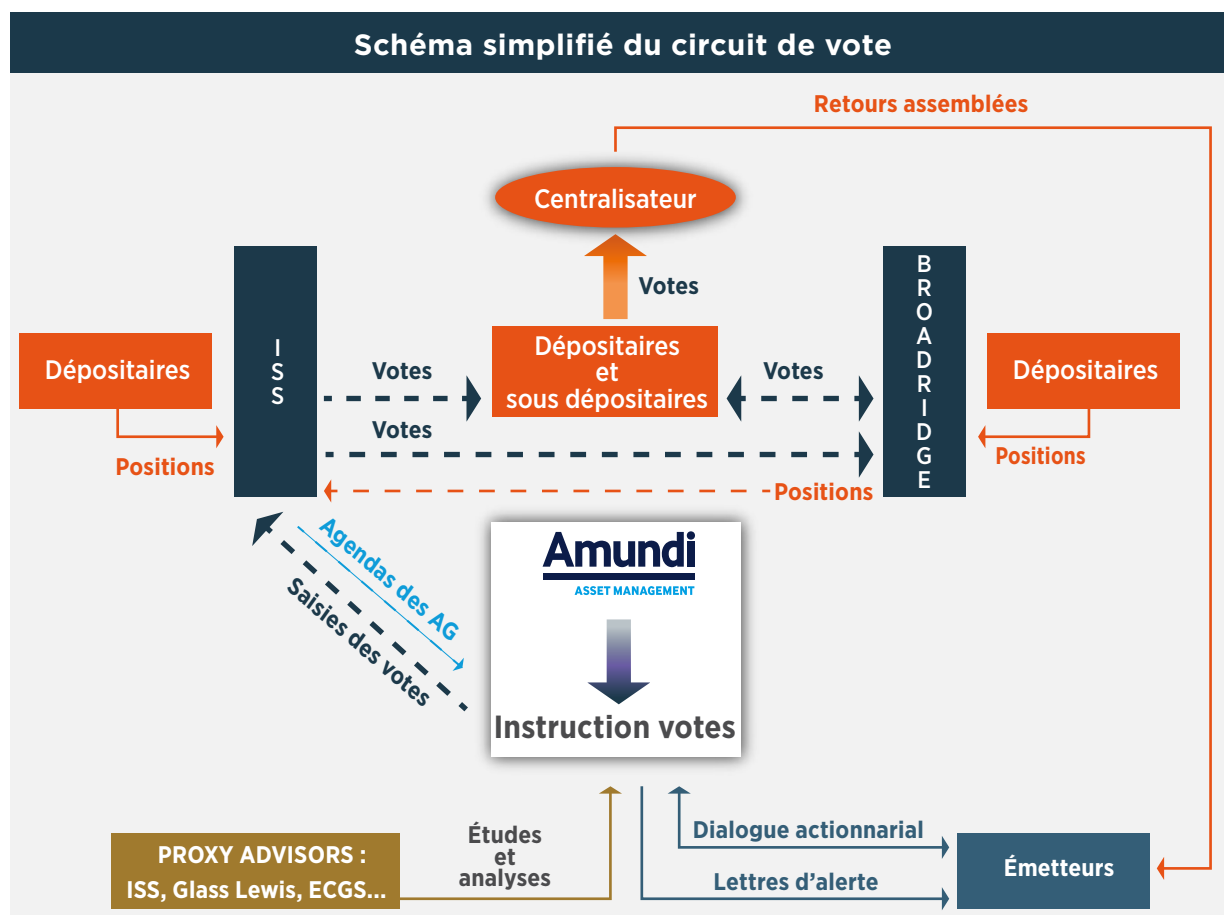 Schéma simplifié du circuit de vote
Retours assemblées
Centralisateur
Votes
ISS
BROADRIDGE
Dépositaires
Dépositaires
et
sous dépositaires
Dépositaires
Votes
Votes
Votes
Positions
Positions
Positions
Agendas des AG
Saisies des votes
Amundi
ASSET MANAGEMENT
Instruction votes
PROXY ADVISORS :
ISS, Glass Lewis, ECGS...
Études
et
analyses
Dialogue actionnarial
Lettres d'alerte
Émetteurs